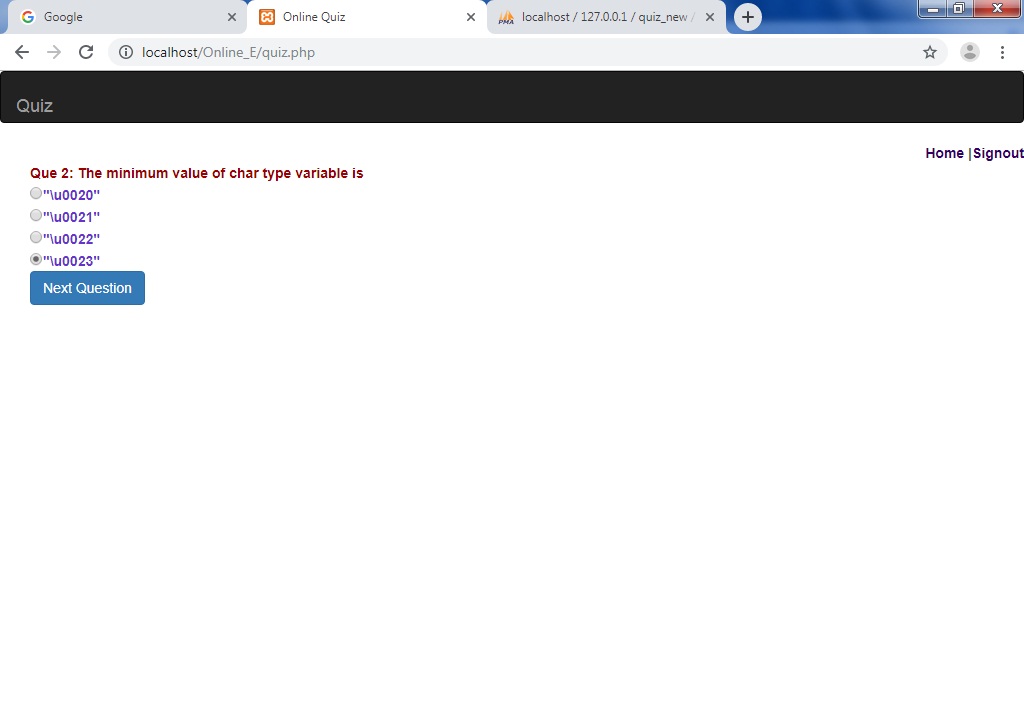 Google
Online Quiz
localhost / 127.0.0.1 / quiz_new /
localhost/Online_E/quiz.php
Quiz
Home |Signout
Que 2: The minimum value of char type variable is
"\u0020"
"\u0021"
"\u0022"
"\u0023"
Next Question